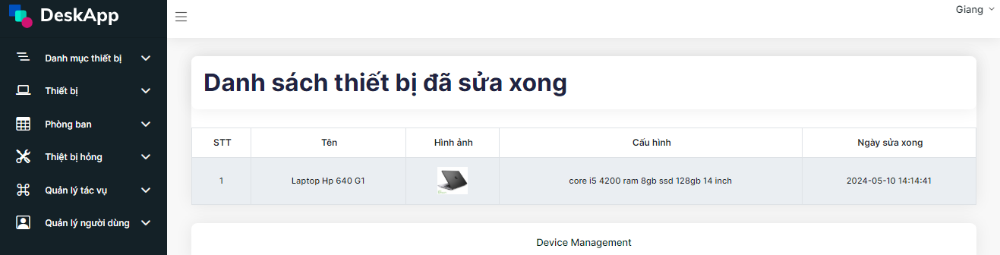 DeskApp
Giang
Danh mục thiết bị
Thiết bị
Phòng ban
Thiệt bị hỏng
Quản lý tác vụ
Quản lý người dùng
Danh sách thiết bị đã sửa xong
STT Tên Hình ảnh Cấu hình Ngày sửa xong
1 Laptop Hp 640 G1 core i5 4200 ram 8gb ssd 128gb 14 inch 2024-05-10 14:14:41
Device Management